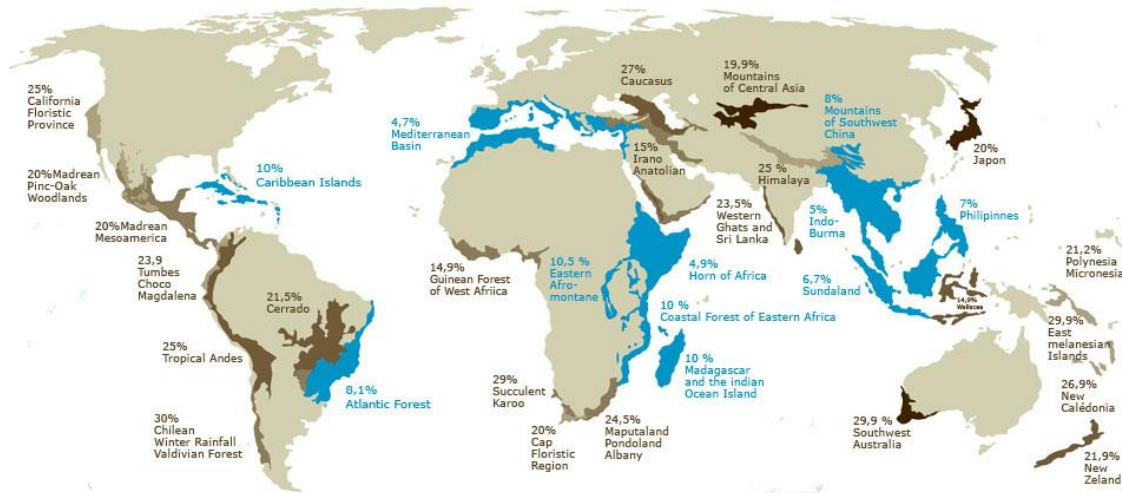 25%
California
Floristic
Province
20%Madrean
Pinc-Oak
Woodlands
20%Madrean
Mesoamerica
23,9
Tumbes
Choco
Magdalena
25%
Tropical Andes
30%
Chilean
Winter Rainfall
Valdivian Forest
10%
Caribbean Islands
21,5%
Cerrado
8,1%
Atlantic Forest
4,7%
Mediterranean
Basin
14,9%
Guinean Forest
of West Afriica
27%
Caucasus
15%
Irano
Anatolian
10,5 %
Eastern
Afro-
montane
4,9%
Horn of Africa
10 %
Coastal Forest of Eastern Africa
10 %
Madagascar
and the indian
Ocean Island
29%
Succulent
Karoo
20%
Cap
Floristic
Region
24,5%
Maputaland
Pondoland
Albany
19,9%
Mountains
of Central Asia
25 %
Himalaya
23,5%
Western
Ghats and
Sri Lanka
8%
Mountains
of Southwest
China
20%
Japon
5%
Indo-
Burma
7%
Philipinnes
6,7%
Sundaland
14,9%
Wallacea
21,2%
Polynesia
Micronesia
29,9%
East
melanesian
Islands
26,9%
New
Calédonia
29,9 %
Southwest
Australia
21,9%
New
Zeland